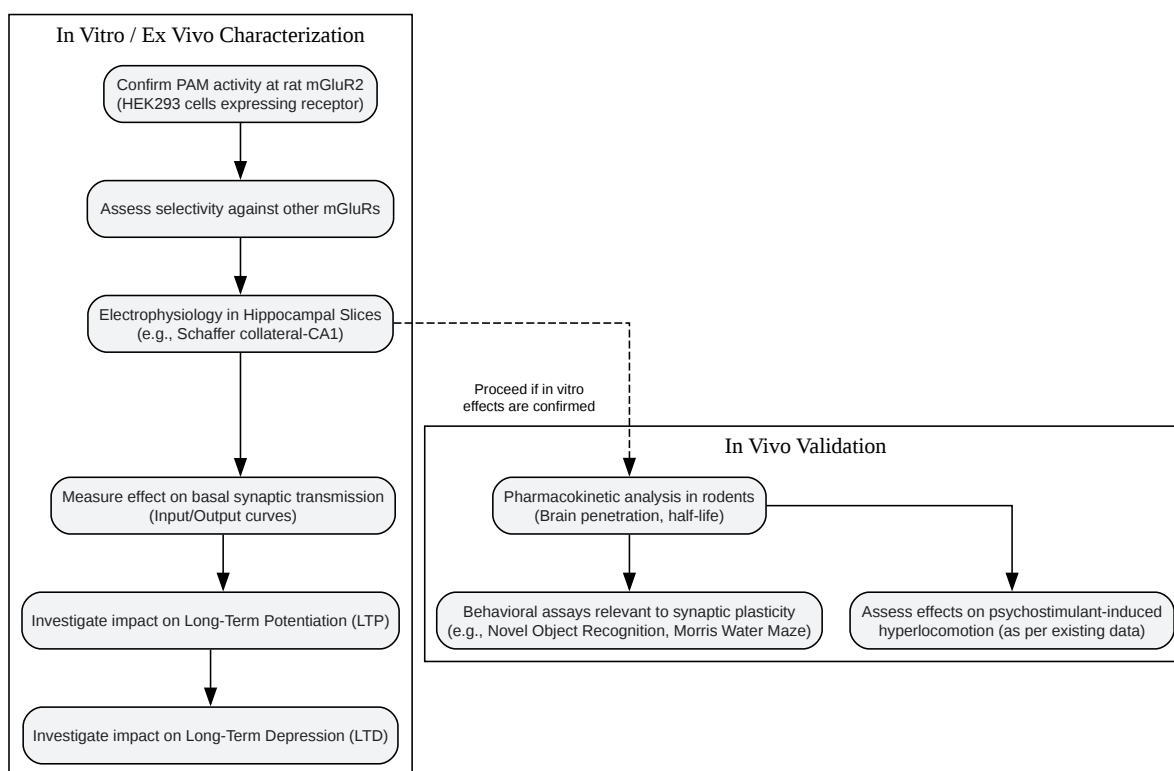 In Vitro / Ex Vivo Characterization
Confirm PAM activity at rat mGluR2
(HEK293 cells expressing receptor)
Assess selectivity against other mGluRs
Electrophysiology in Hippocampal Slices
(e.g., Schaffer collateral-CA1)
Proceed if in vitro
effects are confirmed
Measure effect on basal synaptic transmission
(Input/Output curves)
Investigate impact on Long-Term Potentiation (LTP)
Investigate impact on Long-Term Depression (LTD)
In Vivo Validation
Pharmacokinetic analysis in rodents
(Brain penetration, half-life)
Behavioral assays relevant to synaptic plasticity
(e.g., Novel Object Recognition, Morris Water Maze)
Assess effects on psychostimulant-induced
hyperlocomotion (as per existing data)